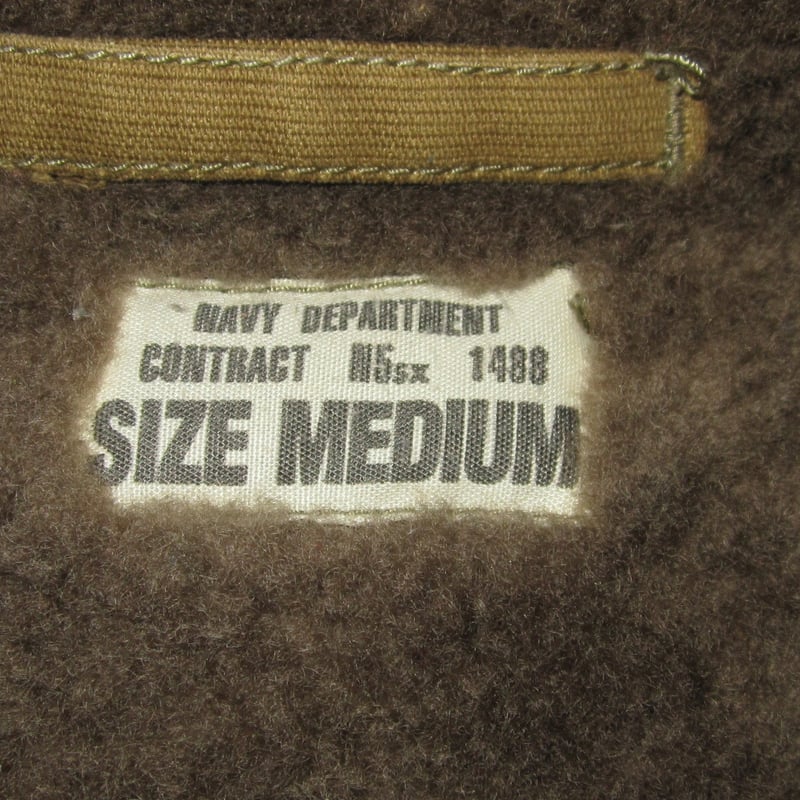 NAVY DEPARTMENT
CONTRACT N5sx 1488
SIZE MEDIUM